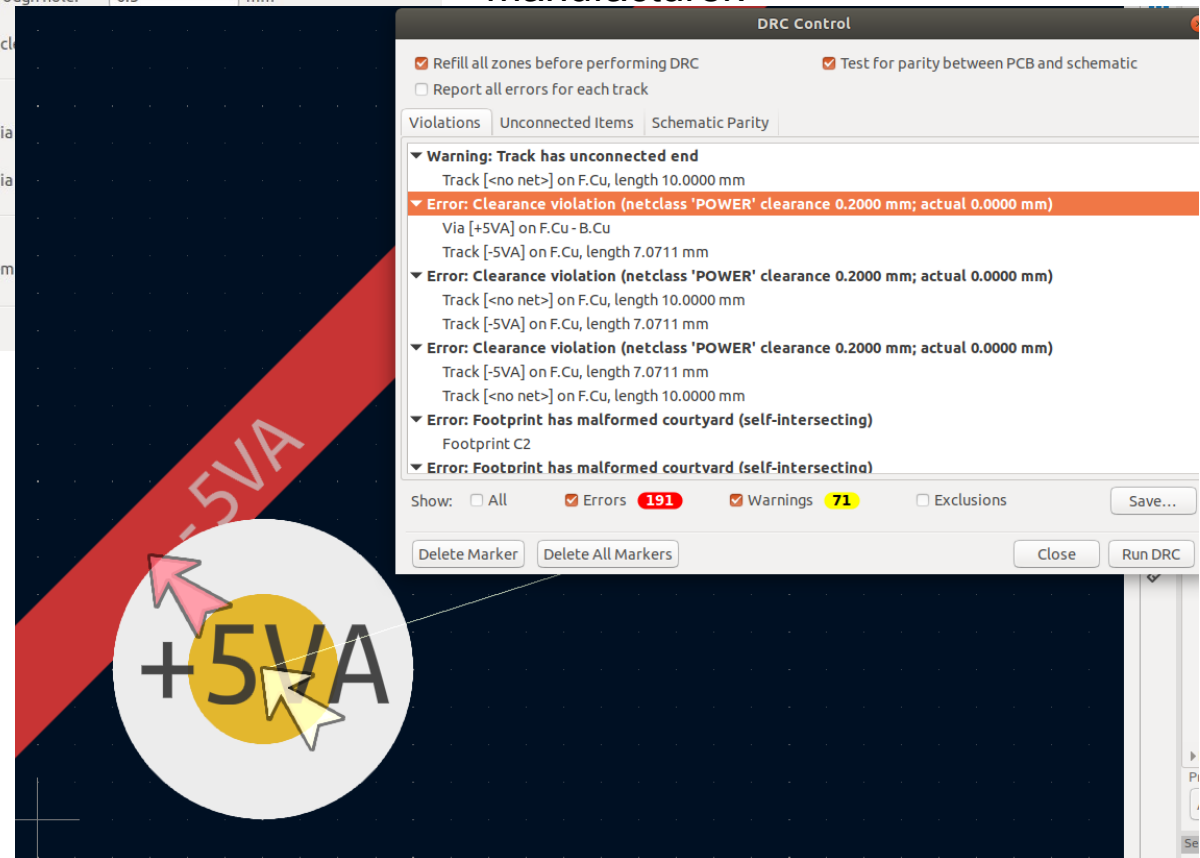 DRC Control
Refill all zones before performing DRC
Test for parity between PCB and schematic
Report all errors for each track
Violations
Unconnected Items
Schematic Parity
Warning: Track has unconnected end
Track [<no net>] on F.Cu, length 10.0000 mm
Error: Clearance violation (netclass 'POWER' clearance 0.2000 mm; actual 0.0000 mm)
Via [+5VA] on F.Cu - B.Cu
Track [-5VA] on F.Cu, length 7.0711 mm
Error: Clearance violation (netclass 'POWER' clearance 0.2000 mm; actual 0.0000 mm)
Track [<no net>] on F.Cu, length 10.0000 mm
Track [-5VA] on F.Cu, length 7.0711 mm
Error: Clearance violation (netclass 'POWER' clearance 0.2000 mm; actual 0.0000 mm)
Track [-5VA] on F.Cu, length 7.0711 mm
Track [<no net>] on F.Cu, length 10.0000 mm
Error: Footprint has malformed courtyard (self-intersecting)
Footprint C2
Error: Footprint has malformed courtyard (self-intersecting)
Show:
All
Errors 191
Warnings 71
Exclusions
Save...
Delete Marker
Delete All Markers
Close
Run DRC
-5VA
+5VA